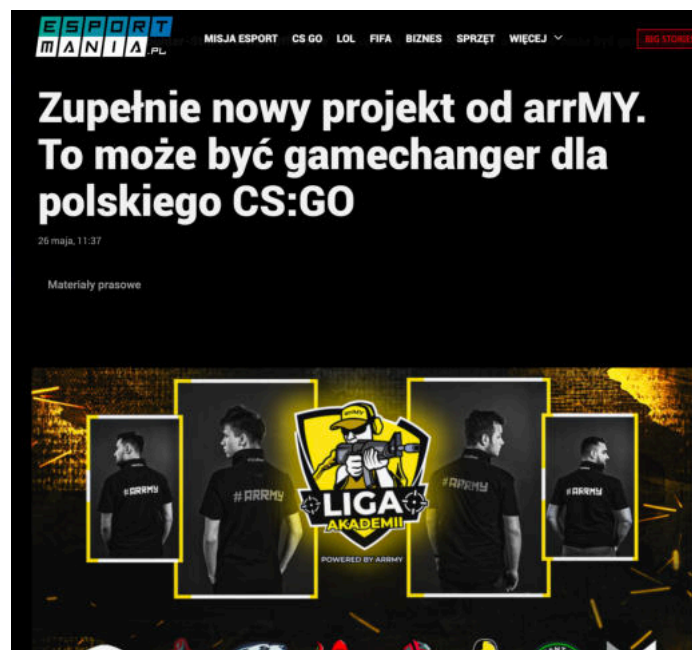 ESPORT
MANIA.PL
MISJA ESPORT CS GO LOL FIFA BIZNES SPRZĘT WIĘCEJ
BIG STORIES
Zupełnie nowy projekt od arrMY.
To może być gamechanger dla
polskiego CS:GO
26 maja, 11:37
Materiały prasowe
#ARRMY
#ARRMY
#ARRMY
#ARRMY
ARRMY
LIGA
AKADEMII
POWERED BY ARRMY